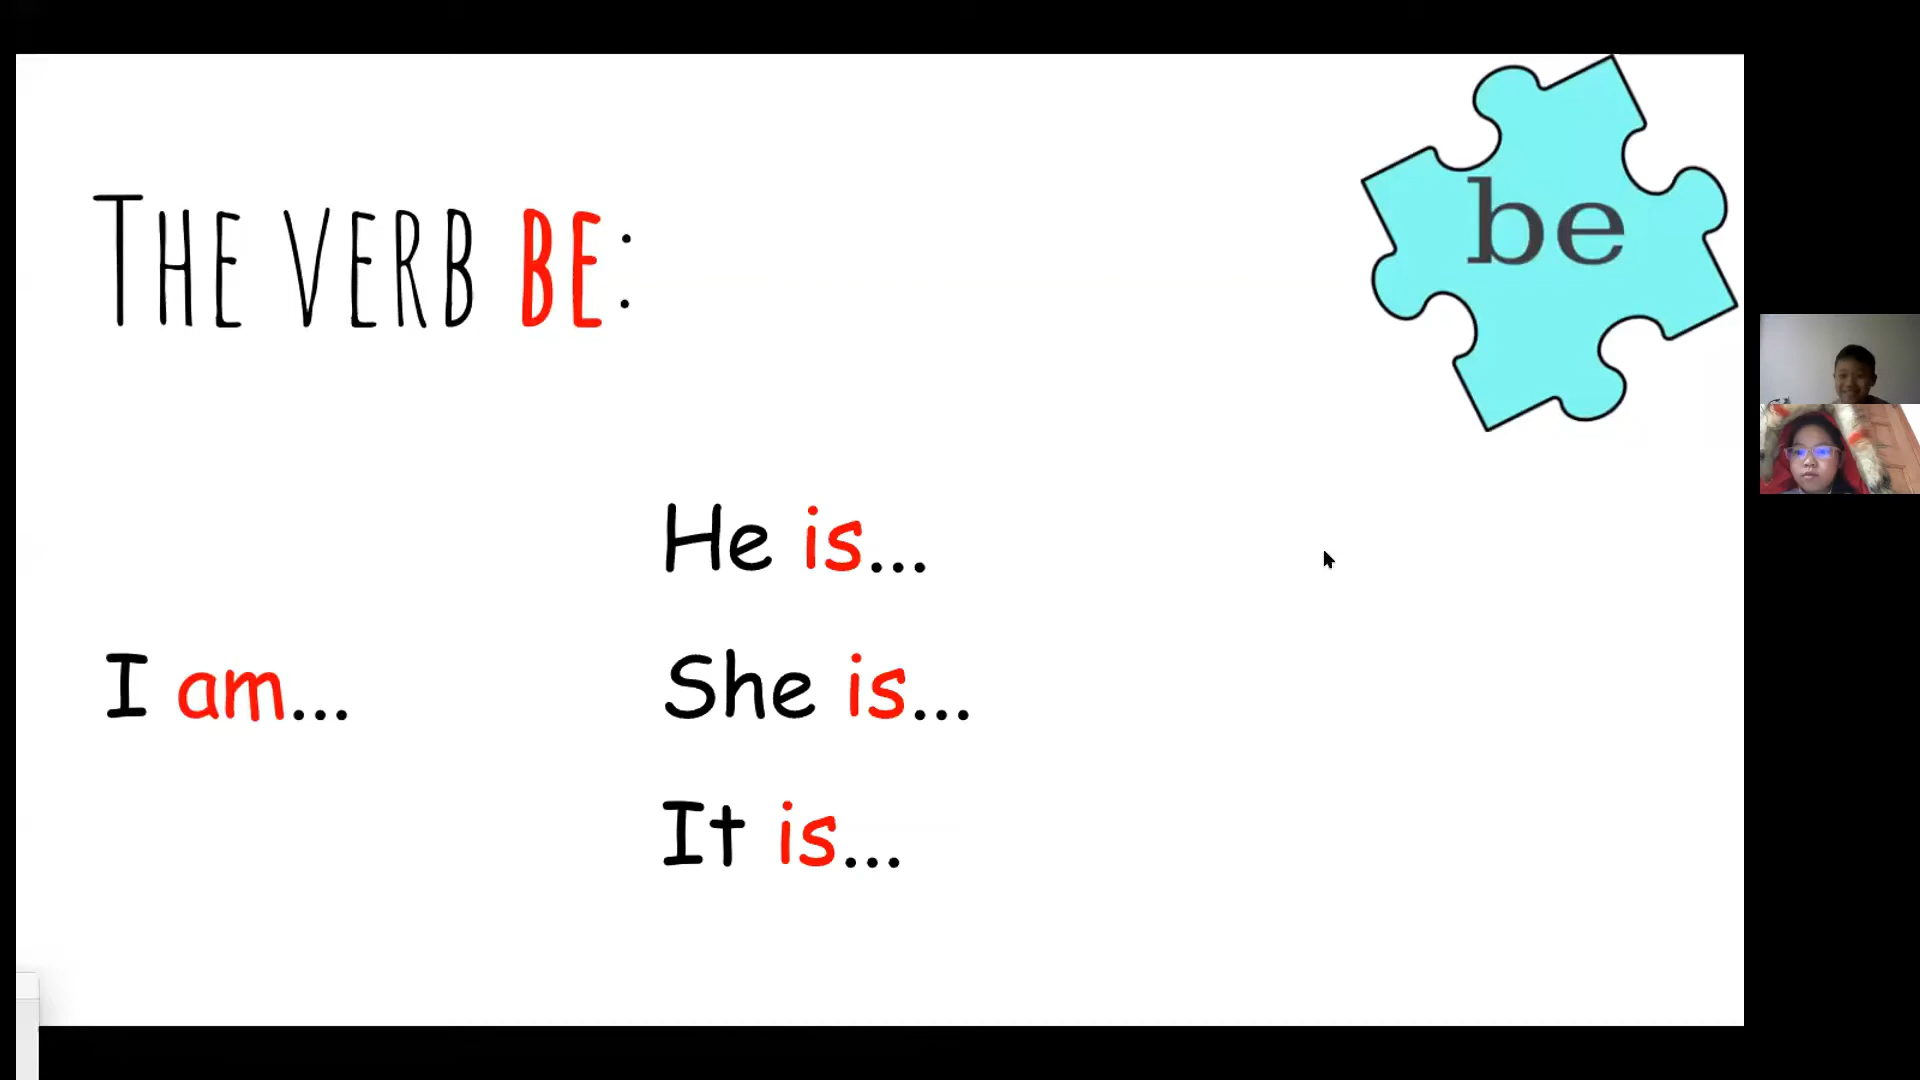 be
THE VERB BE:
He is...
I am...
She is...
It is...